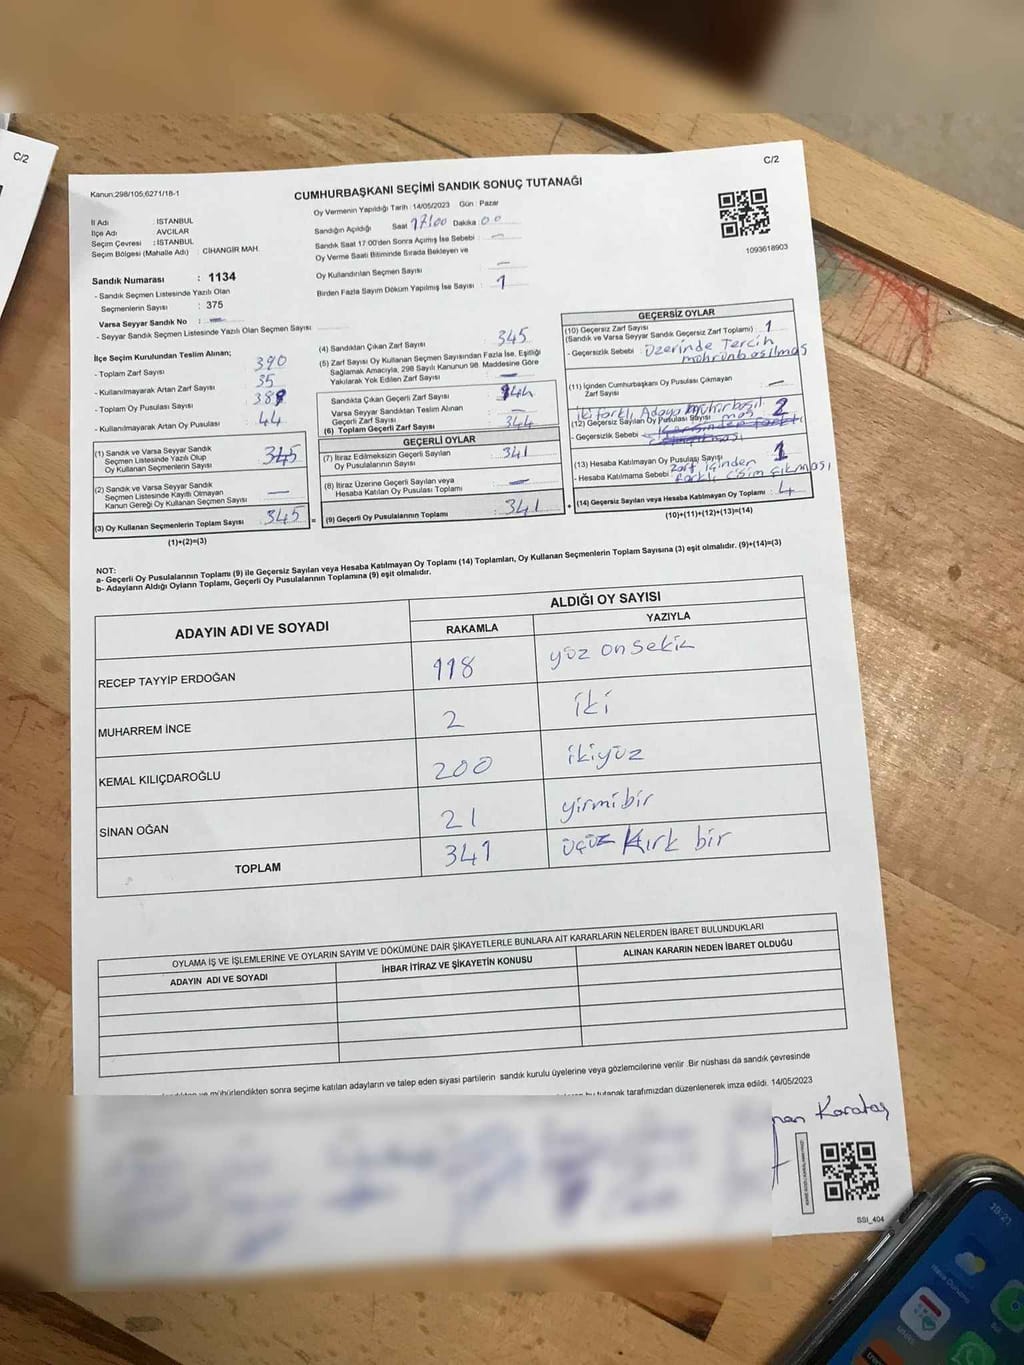 C/2
C/2
Kanun:298/105;6271/18-1
CUMHURBAŞKANI SEÇİMİ SANDIK SONUÇ TUTANAĞI
İl Adı : İSTANBUL
İlçe Adı : AVCILAR
Seçim Çevresi : İSTANBUL
Seçim Bölgesi (Mahalle Adı) : CİHANGİR MAH.
Sandık Numarası : 1134
- Sandık Seçmen Listesinde Yazılı Olan
Seçmenlerin Sayısı : 375
Varsa Seyyar Sandık No : —
- Seyyar Sandık Seçmen Listesinde Yazılı Olan Seçmen Sayısı
Oy Vermenin Yapıldığı Tarih : 14/05/2023 Gün : Pazar
Sandığın Açıldığı Saat 17:00 Dakika 00
Sandık Saat 17.00'den Sonra Açımış İse Sebebi : —
Oy Verme Saati Bitiminde Sırada Bekleyen ve
Oy Kullandırılan Seçmen Sayısı : —
Birden Fazla Sayım Döküm Yapılmış İse Sayısı : 1
1093618903
İlçe Seçim Kurulundan Teslim Alınan;
- Toplam Zarf Sayısı 390
- Kullanılmayarak Artan Zarf Sayısı 35
- Toplam Oy Pusulası Sayısı
- Kullanılmayarak Artan Oy Pusulası 44
(1) Sandık ve Varsa Seyyar Sandık
Seçmen Listesinde Yazılı Olup
Oy Kullanan Seçmenlerin Sayısı 345
(2) Sandık ve Varsa Seyyar Sandık
Seçmen Listesinde Kayıtlı Olmayan
Kanun Gereği Oy Kullanan Seçmen Sayısı —
(3) Oy Kullanan Seçmenlerin Toplam Sayısı : 345
(1)+(2)=(3)
(4) Sandıktan Çıkan Zarf Sayısı 345
(5) Zarf Sayısı Oy Kullanan Seçmen Sayısından Fazla İse, Eşitliği
Sağlamak Amacıyla, 298 Sayılı Kanunun 98. Maddesine Göre
Yakılarak Yok Edilen Zarf Sayısı : —
Sandıkta Çıkan Geçerli Zarf Sayısı 344
Varsa Seyyar Sandıktan Teslim Alınan
Geçerli Zarf Sayısı : —
(6) Toplam Geçerli Zarf Sayısı : 344
GEÇERLİ OYLAR
(7) İtiraz Edilmeksizin Geçerli Sayılan
Oy Pusulalarının Sayısı : 341
(8) İtiraz Üzerine Geçerli Sayılan veya
Hesaba Katılan Oy Pusulası Toplamı : —
= (9) Geçerli Oy Pusulalarının Toplamı : 341 +
GEÇERSİZ OYLAR
(10) Geçersiz Zarf Sayısı
(Sandık ve Varsa Seyyar Sandık Geçersiz Zarf Toplamı) : 1
- Geçersizlik Sebebi : Üzerinde Tercih
mührünbasılmas
(11) İçinden Cumhurbaşkanı Oy Pusulası Çıkmayan
Zarf Sayısı : —
iki farklı Adaya mühür basıl
mas
(12) Geçersiz Sayılan Oy Pusulası Sayısı : 2
- Geçersizlik Sebebi
(13) Hesaba Katılmayan Oy Pusulası Sayısı : 1
- Hesaba Katılmama Sebebi : Zarf içinden
farklı cisim çıkması
(14) Geçersiz Sayılan veya Hesaba Katılmayan Oy Toplamı : 4
(10)+(11)+(12)+(13)=(14)
NOT:
a- Geçerli Oy Pusulalarının Toplamı (9) ile Geçersiz Sayılan veya Hesaba Katılmayan Oy Toplamı (14) Toplamları, Oy Kullanan Seçmenlerin Toplam Sayısına (3) eşit olmalıdır. (9)+(14)=(3)
b- Adayların Aldığı Oyların Toplamı, Geçerli Oy Pusulalarının Toplamına (9) eşit olmalıdır.
ADAYIN ADI VE SOYADI
ALDIĞI OY SAYISI
RAKAMLA YAZIYLA
RECEP TAYYİP ERDOĞAN 118 yüz onsekiz
MUHARREM İNCE 2 iki
KEMAL KILIÇDAROĞLU 200 ikiyüz
SİNAN OĞAN 21 yirmibir
TOPLAM 341 üçüz Kırk bir
OYLAMA İŞ VE İŞLEMLERİNE VE OYLARIN SAYIM VE DÖKÜMÜNE DAİR ŞİKAYETLERLE BUNLARA AİT KARARLARIN NELERDEN İBARET BULUNDUKLARI
ADAYIN ADI VE SOYADI İHBAR İTİRAZ VE ŞİKAYETİN KONUSU ALINAN KARARIN NEDEN İBARET OLDUĞU
ve mühürlendikten sonra seçime katılan adayların ve talep eden siyasi partilerin sandık kurulu üyelerine veya gözlemcilerine verilir .Bir nüshası da sandık çevresinde
bu tutanak tarafımızdan düzenlenerek imza edildi. 14/05/2023
Karataş
SSI_404
19:21
Hava Durumu